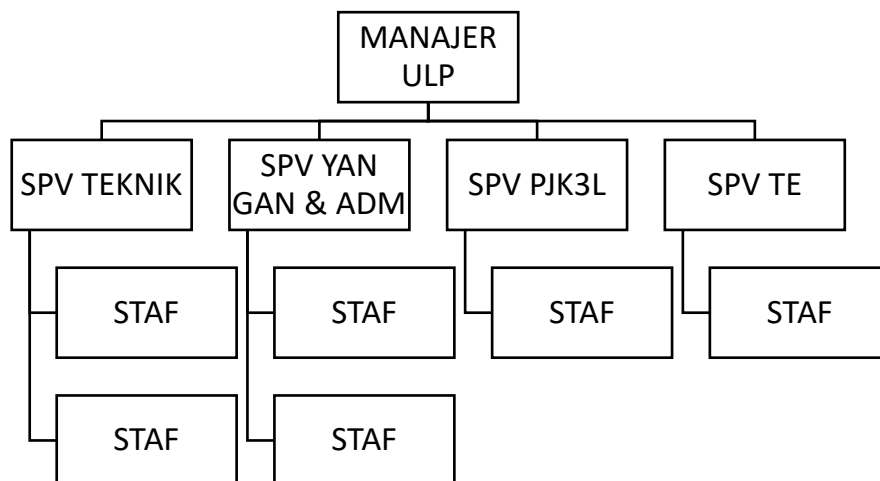 MANAJER
ULP
SPV TEKNIK
SPV YAN
GAN & ADM
SPV PJK3L
SPV TE
STAF
STAF
STAF
STAF
STAF
STAF